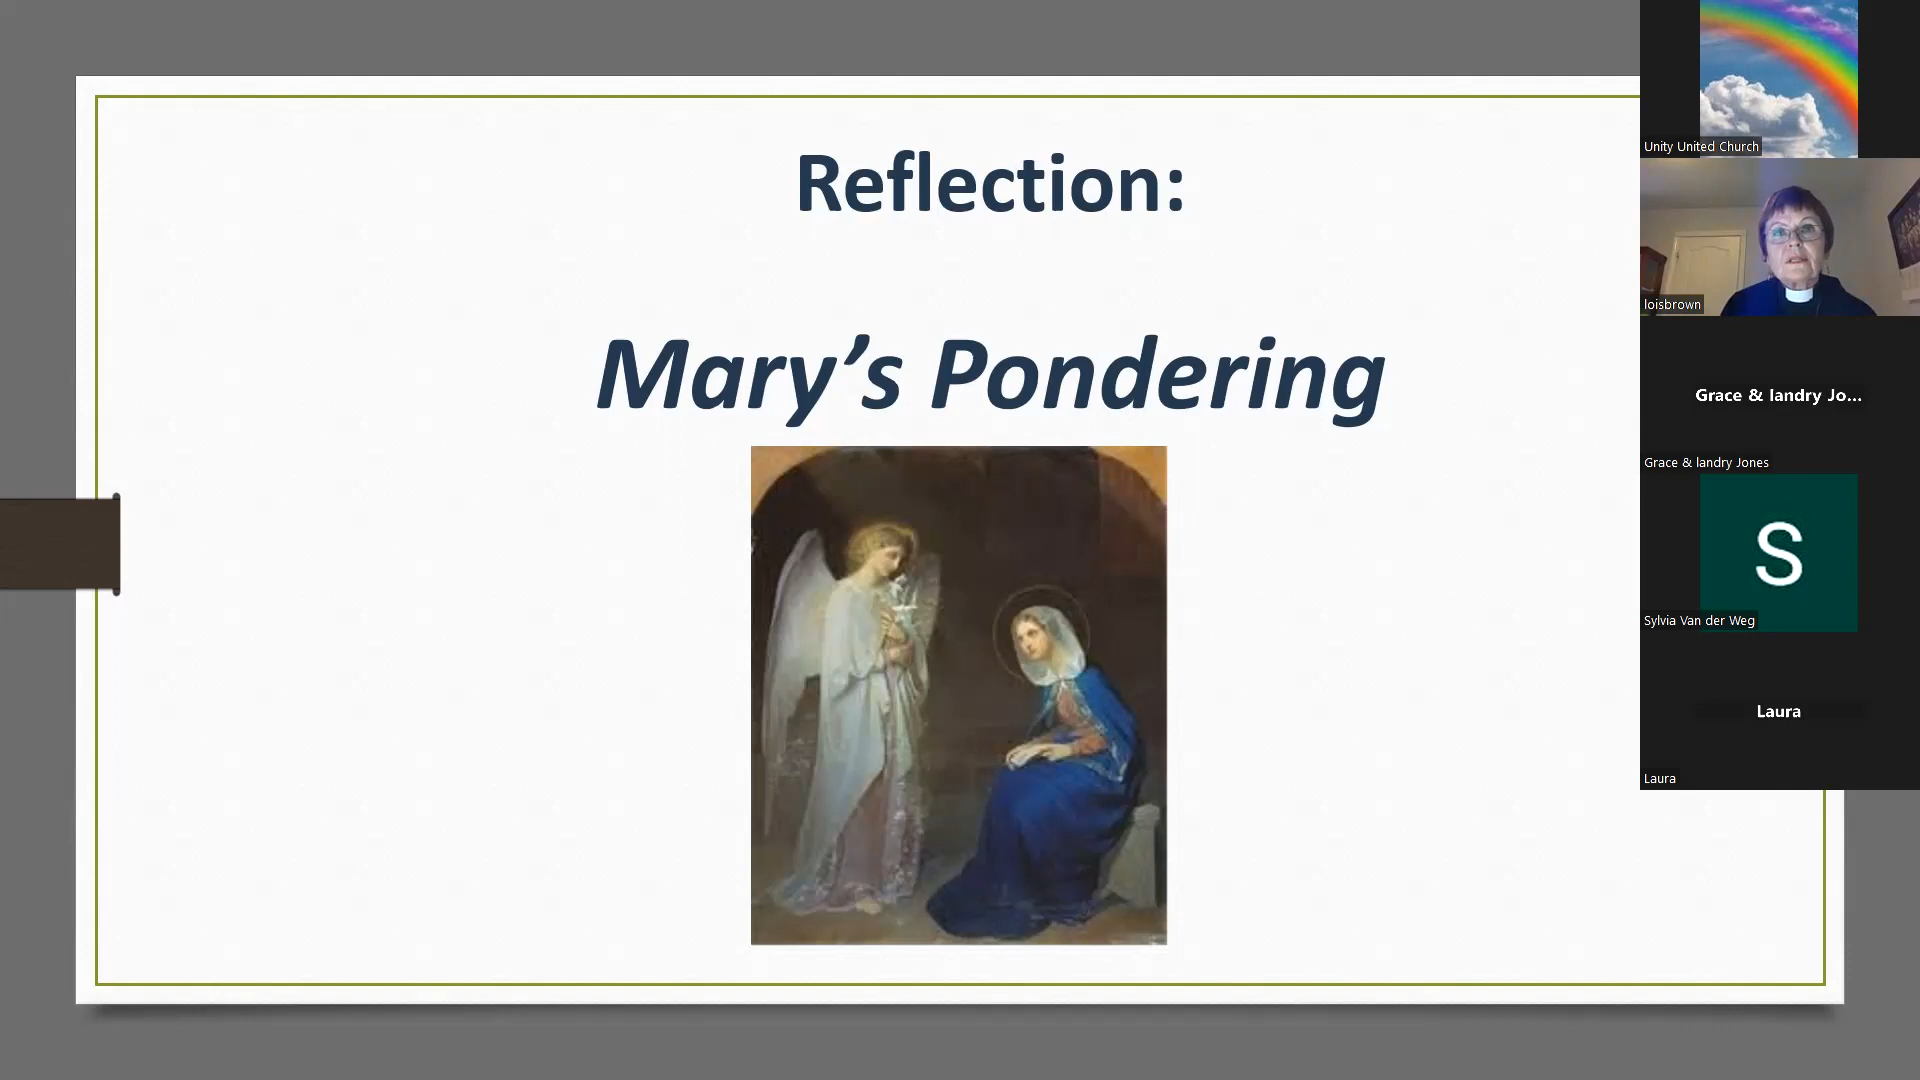 Reflection:
Mary’s Pondering
Unity United Church
loisbrown
Grace & landry Jo...
Grace & landry Jones
S
Sylvia Van der Weg
Laura
Laura